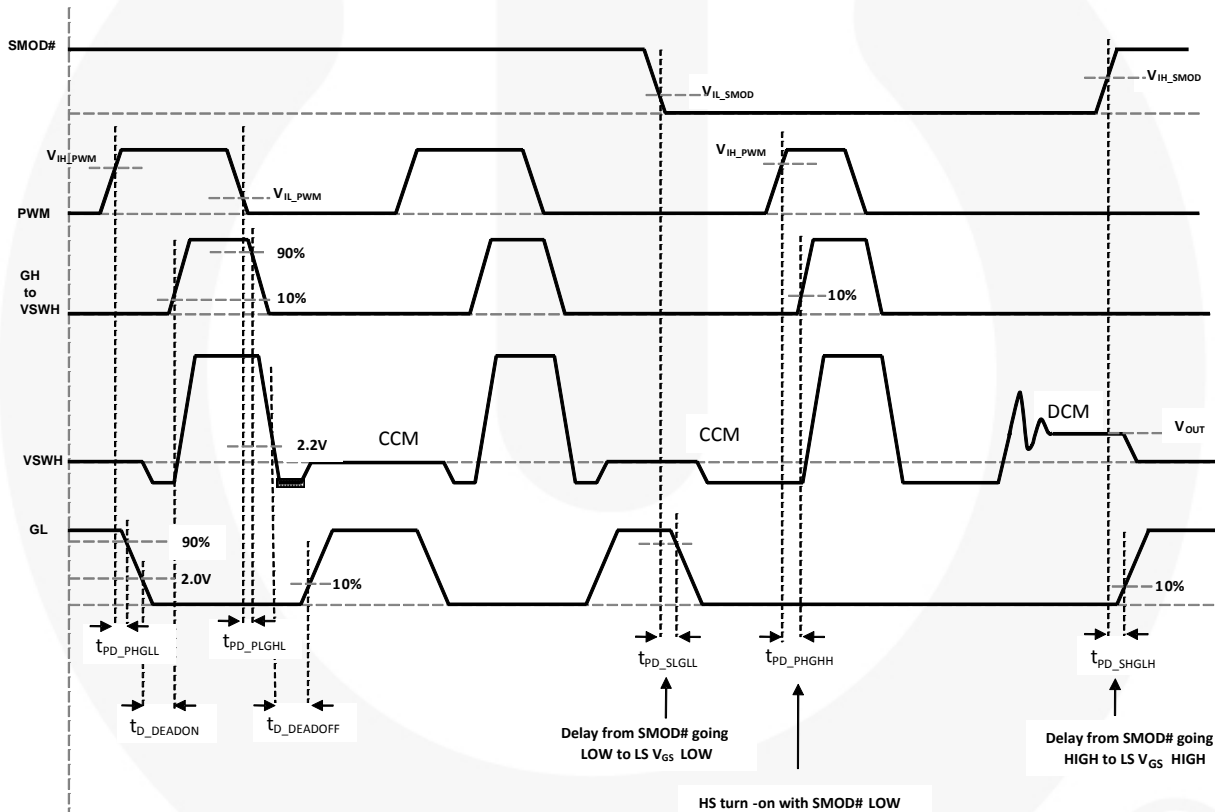 SMOD#
V_IL_SMOD
V_IH_SMOD
V_IH_PWM
V_IH_PWM
V_IL_PWM
PWM
90%
GH
to
VSWH
10%
10%
DCM
V_OUT
CCM
CCM
2.2V
VSWH
GL
90%
2.0V
10%
10%
t_PD_PHGLL
t_PD_PLGHL
t_PD_SLGLL
t_PD_PHGHH
t_PD_SHGLH
t_D_DEADON
t_D_DEADOFF
Delay from SMOD# going
LOW to LS V_GS LOW
Delay from SMOD# going
HIGH to LS V_GS HIGH
HS turn -on with SMOD# LOW